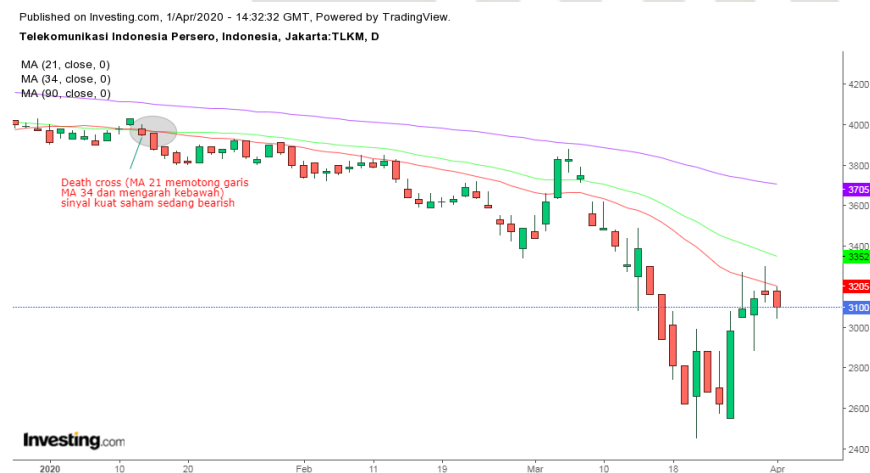 Published on Investing.com, 1/Apr/2020 - 14:32:32 GMT, Powered by TradingView.
Telekomunikasi Indonesia Persero, Indonesia, Jakarta:TLKM, D
MA (21, close, 0)
MA (34, close, 0)
MA (90, close, 0)
Death cross (MA 21 memotong garis
MA 34 dan mengarah kebawah)
sinyal kuat saham sedang bearish
4200
4000
3800
3705
3600
3400
3352
3205
3100
3000
2800
2600
2400
Investing.com
2020
10
20
Feb
11
19
Mar
10
18
Apr